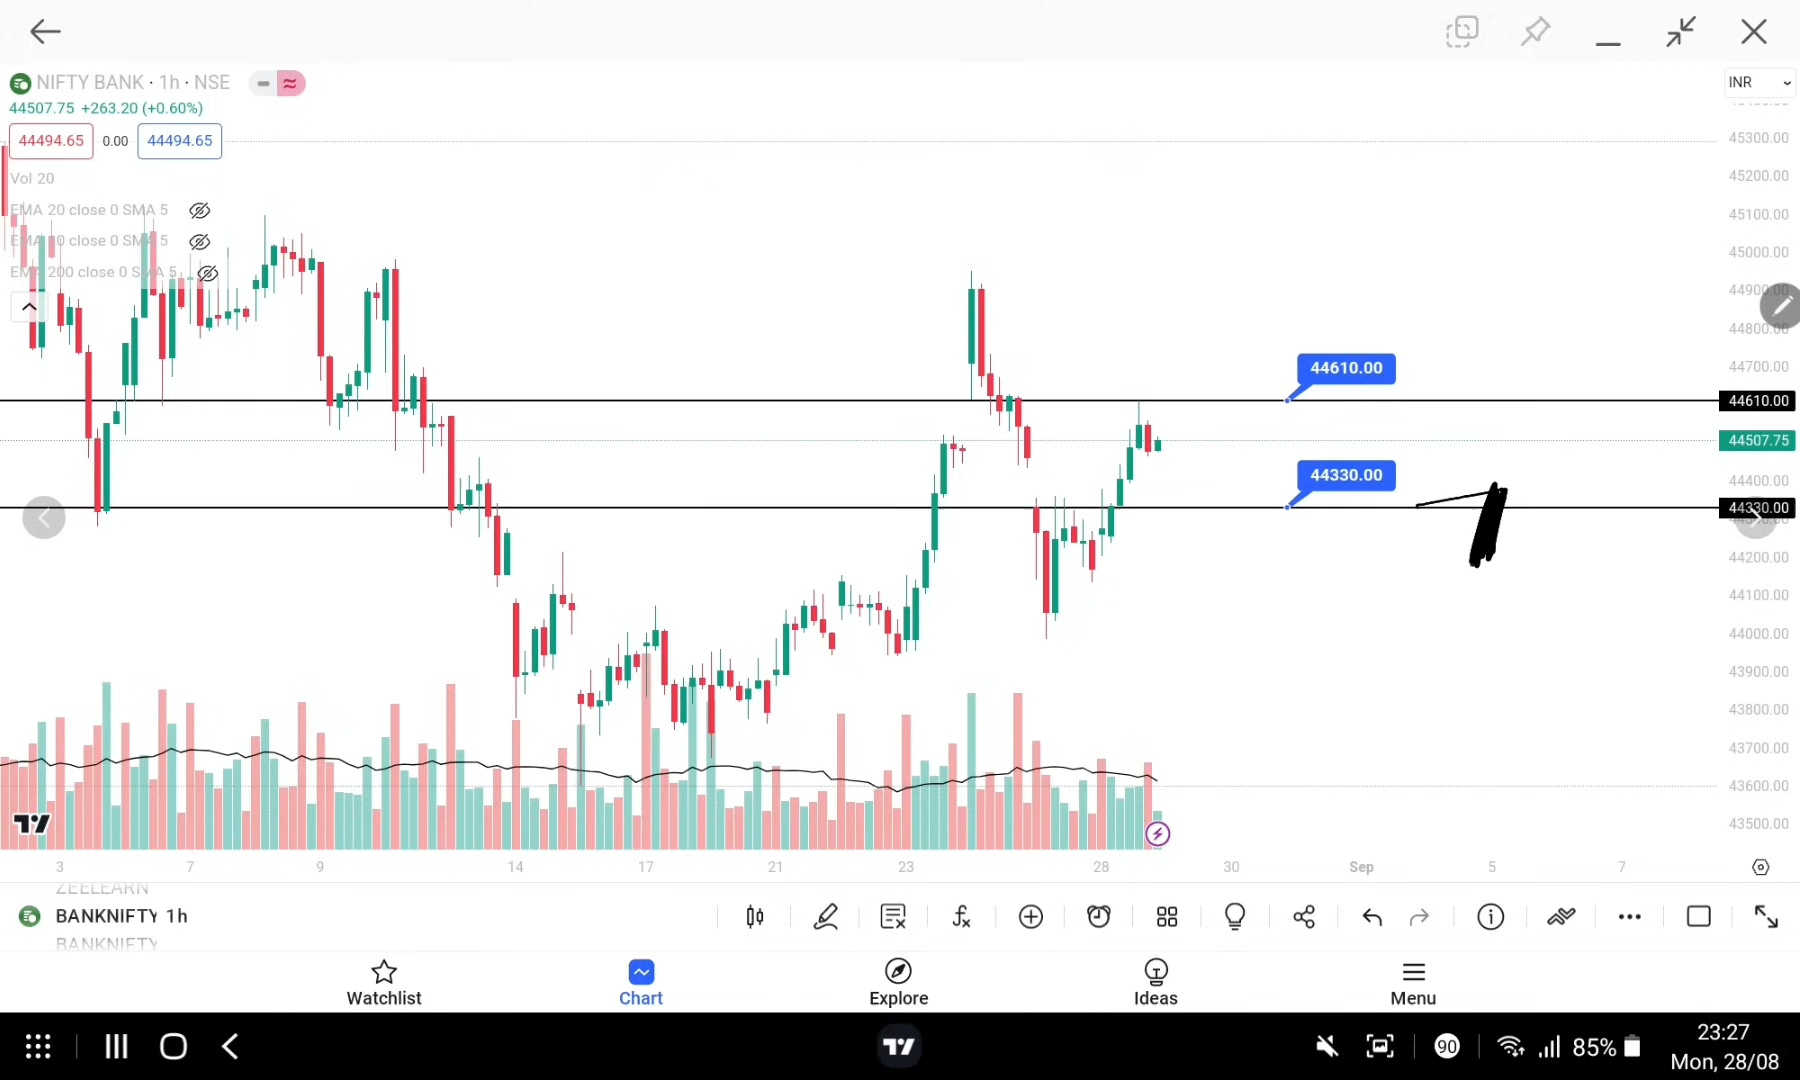 NIFTY BANK · 1h · NSE
INR
44507.75 +263.20 (+0.60%)
44494.65 0.00 44494.65
Vol 20
EMA 20 close 0 SMA 5
close 0 SMA 5
EMA 200 close 0 SMA 5
45300.00
45200.00
45100.00
45000.00
44900.00
44800.00
44700.00
44610.00
44610.00
44507.75
44330.00
44400.00
44330.00
44200.00
44100.00
44000.00
43900.00
43800.00
43700.00
43600.00
43500.00
3 7 9 14 17 21 23 28 30 Sep 5 7
ZEELEARN
BANKNIFTY 1h
BANKNIFTY
Watchlist Chart Explore Ideas Menu
90 85% 23:27
Mon, 28/08